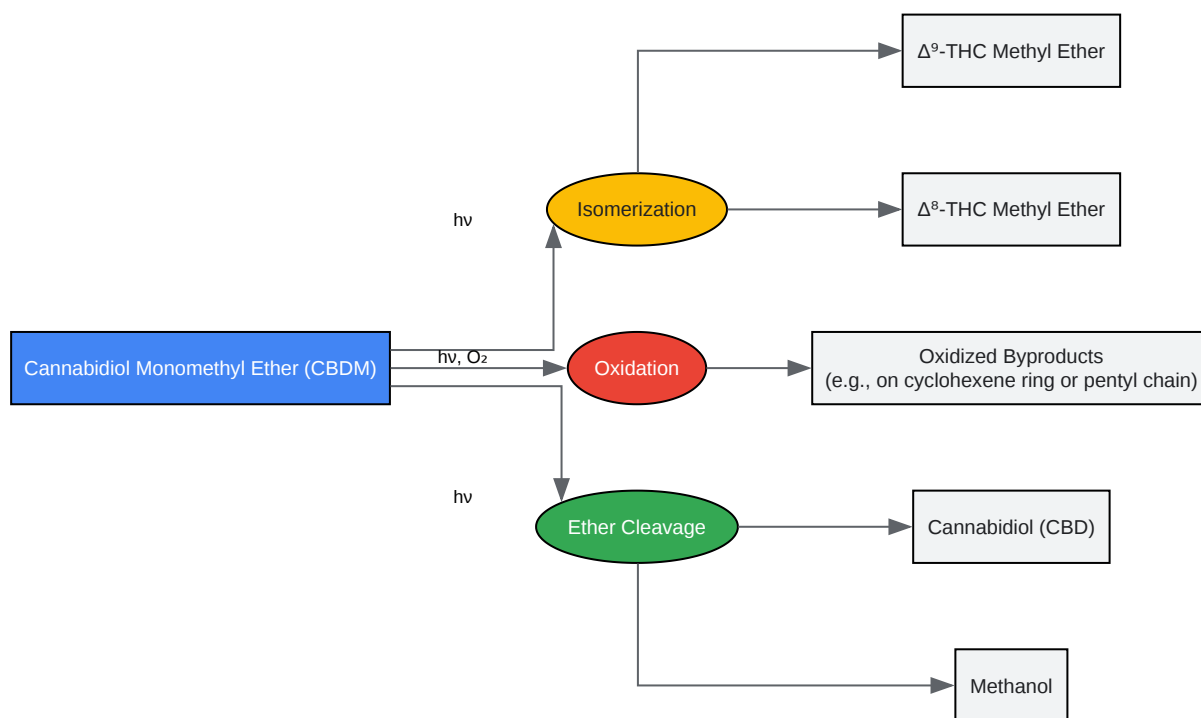 Δ⁹-THC Methyl Ether
Isomerization
Δ⁸-THC Methyl Ether
hν
Cannabidiol Monomethyl Ether (CBDM)
hν, O₂
Oxidation
Oxidized Byproducts
(e.g., on cyclohexene ring or pentyl chain)
hν
Ether Cleavage
Cannabidiol (CBD)
Methanol